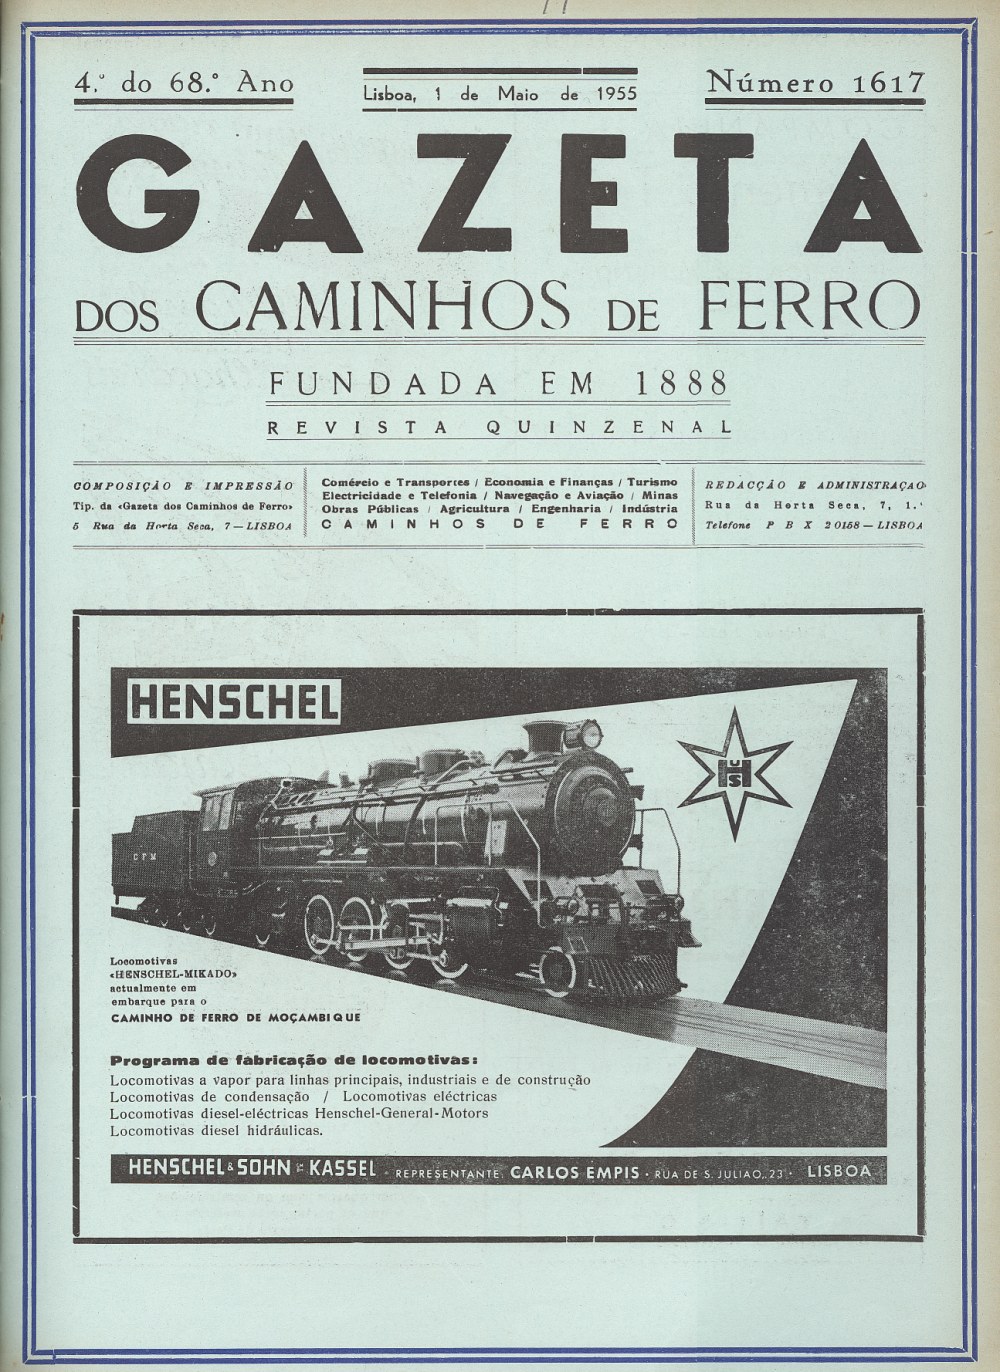 4.º do 68.º Ano
Lisboa, 1 de Maio de 1955
Número 1617
GAZETA
DOS CAMINHOS DE FERRO
FUNDADA EM 1888
REVISTA QUINZENAL
COMPOSIÇÃO E IMPRESSÃO
Tip. da «Gazeta dos Caminhos de Ferro»
5 Rua da Horta Seca, 7 — LISBOA
Comércio e Transportes / Economia e Finanças / Turismo
Electricidade e Telefonia / Navegação e Aviação / Minas
Obras Públicas / Agricultura / Engenharia / Indústria
CAMINHOS DE FERRO
REDACÇÃO E ADMINISTRAÇAO
Rua da Horta Seca, 7, 1.º
Telefone P B X 20158 — LISBOA
HENSCHEL
HUS
CFM
Locomotivas
«HENSCHEL-MIKADO»
actualmente em
embarque para o
CAMINHO DE FERRO DE MOÇAMBIQUE
Programa de fabricação de locomotivas:
Locomotivas a vapor para linhas principais, industriais e de construção
Locomotivas de condensação / Locomotivas eléctricas
Locomotivas diesel-eléctricas Henschel-General-Motors
Locomotivas diesel hidráulicas.
HENSCHEL & SOHN KASSEL - REPRESENTANTE: CARLOS EMPIS · RUA DE S. JULIAO, 23 · LISBOA